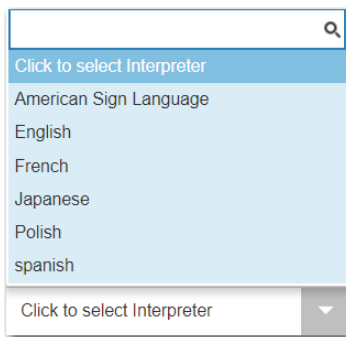 Click to select Interpreter
American Sign Language
English
French
Japanese
Polish
spanish
Click to select Interpreter